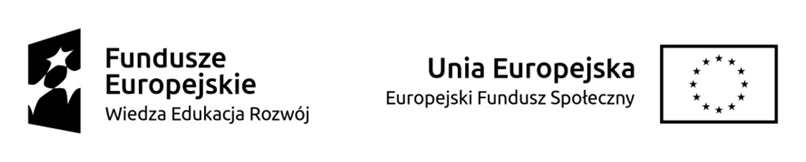 Fundusze
Europejskie
Wiedza Edukacja Rozwój
Unia Europejska
Europejski Fundusz Społeczny